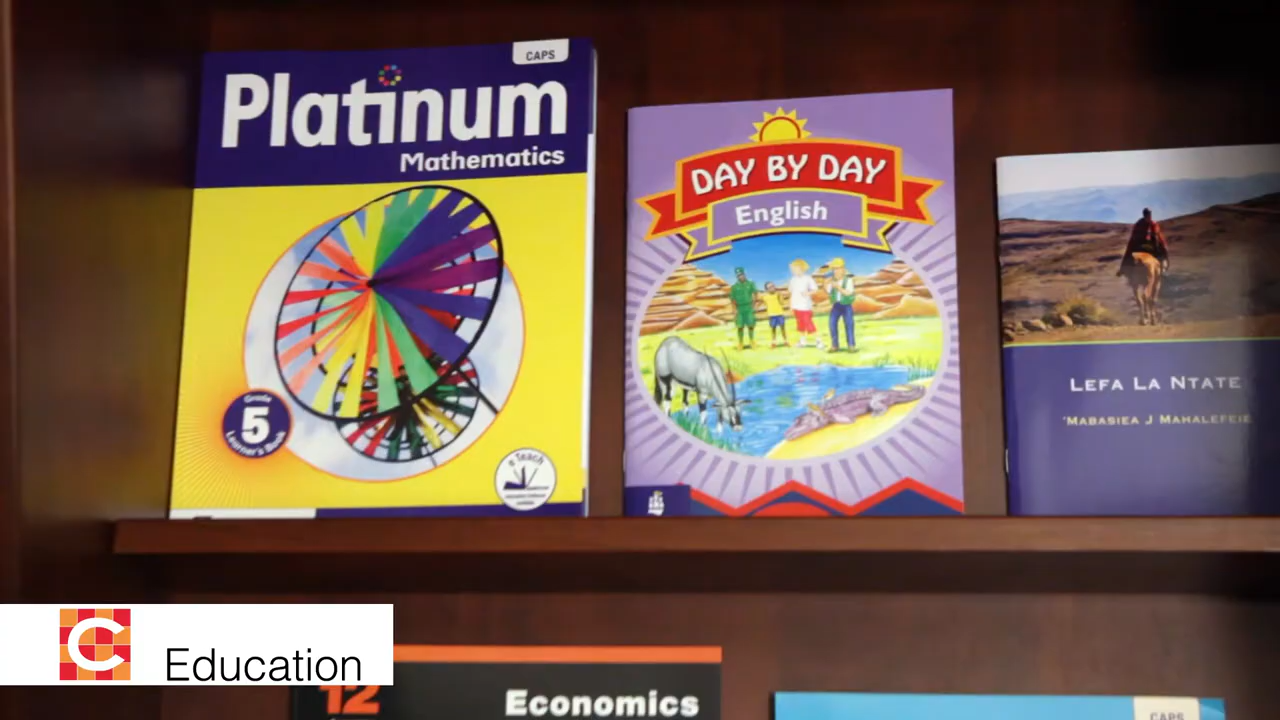 CAPS
Platinum
Mathematics
Grade
5
Learner's Book
e Teach
DAY BY DAY
English
LEFA LA NTATE
'MABASIEA J MAHALEFELE
C
Education
12
Economics
CAPS